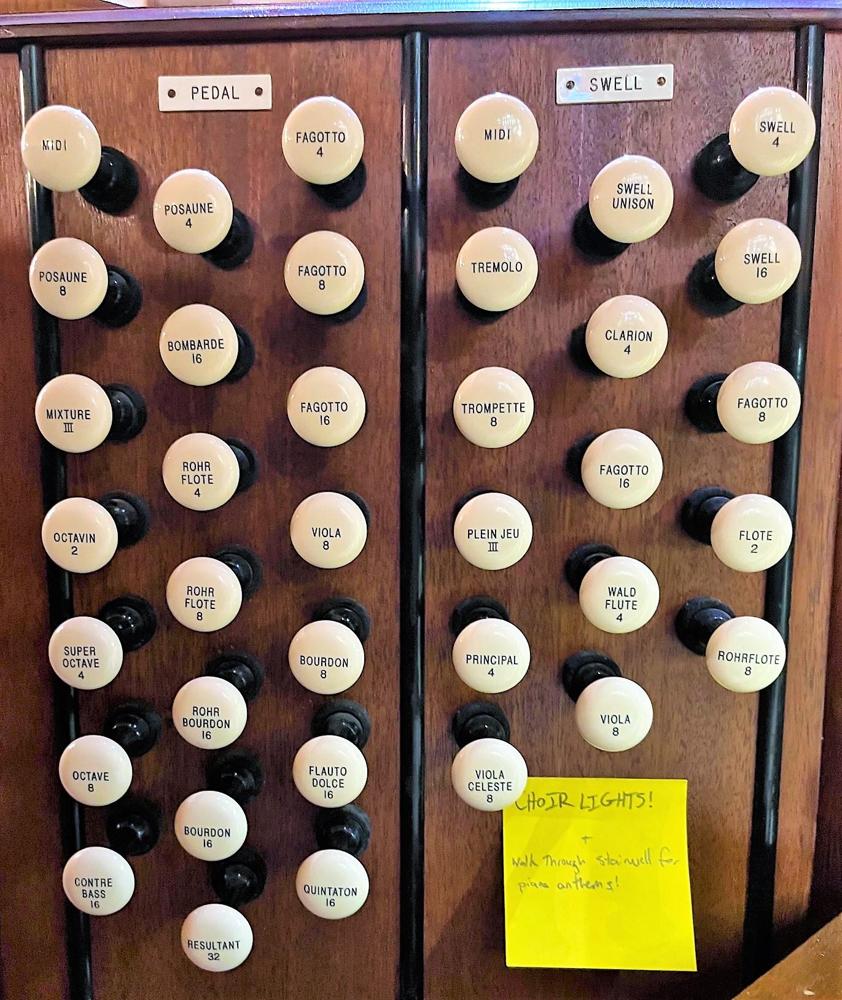 PEDAL
MIDI
FAGOTTO
4
POSAUNE
4
POSAUNE
8
FAGOTTO
8
BOMBARDE
16
MIXTURE
III
FAGOTTO
16
ROHR
FLOTE
4
OCTAVIN
2
VIOLA
8
ROHR
FLOTE
8
SUPER
OCTAVE
4
BOURDON
8
ROHR
BOURDON
16
OCTAVE
8
FLAUTO
DOLCE
16
BOURDON
16
CONTRE
BASS
16
QUINTATON
16
RESULTANT
32
SWELL
MIDI
SWELL
4
SWELL
UNISON
TREMOLO
SWELL
16
CLARION
4
TROMPETTE
8
FAGOTTO
8
FAGOTTO
16
PLEIN JEU
III
FLOTE
2
WALD
FLUTE
4
PRINCIPAL
4
ROHRFLOTE
8
VIOLA
8
VIOLA
CELESTE
8
CHOIR LIGHTS!
+
Walk Through Stairwell for
piano anthems!